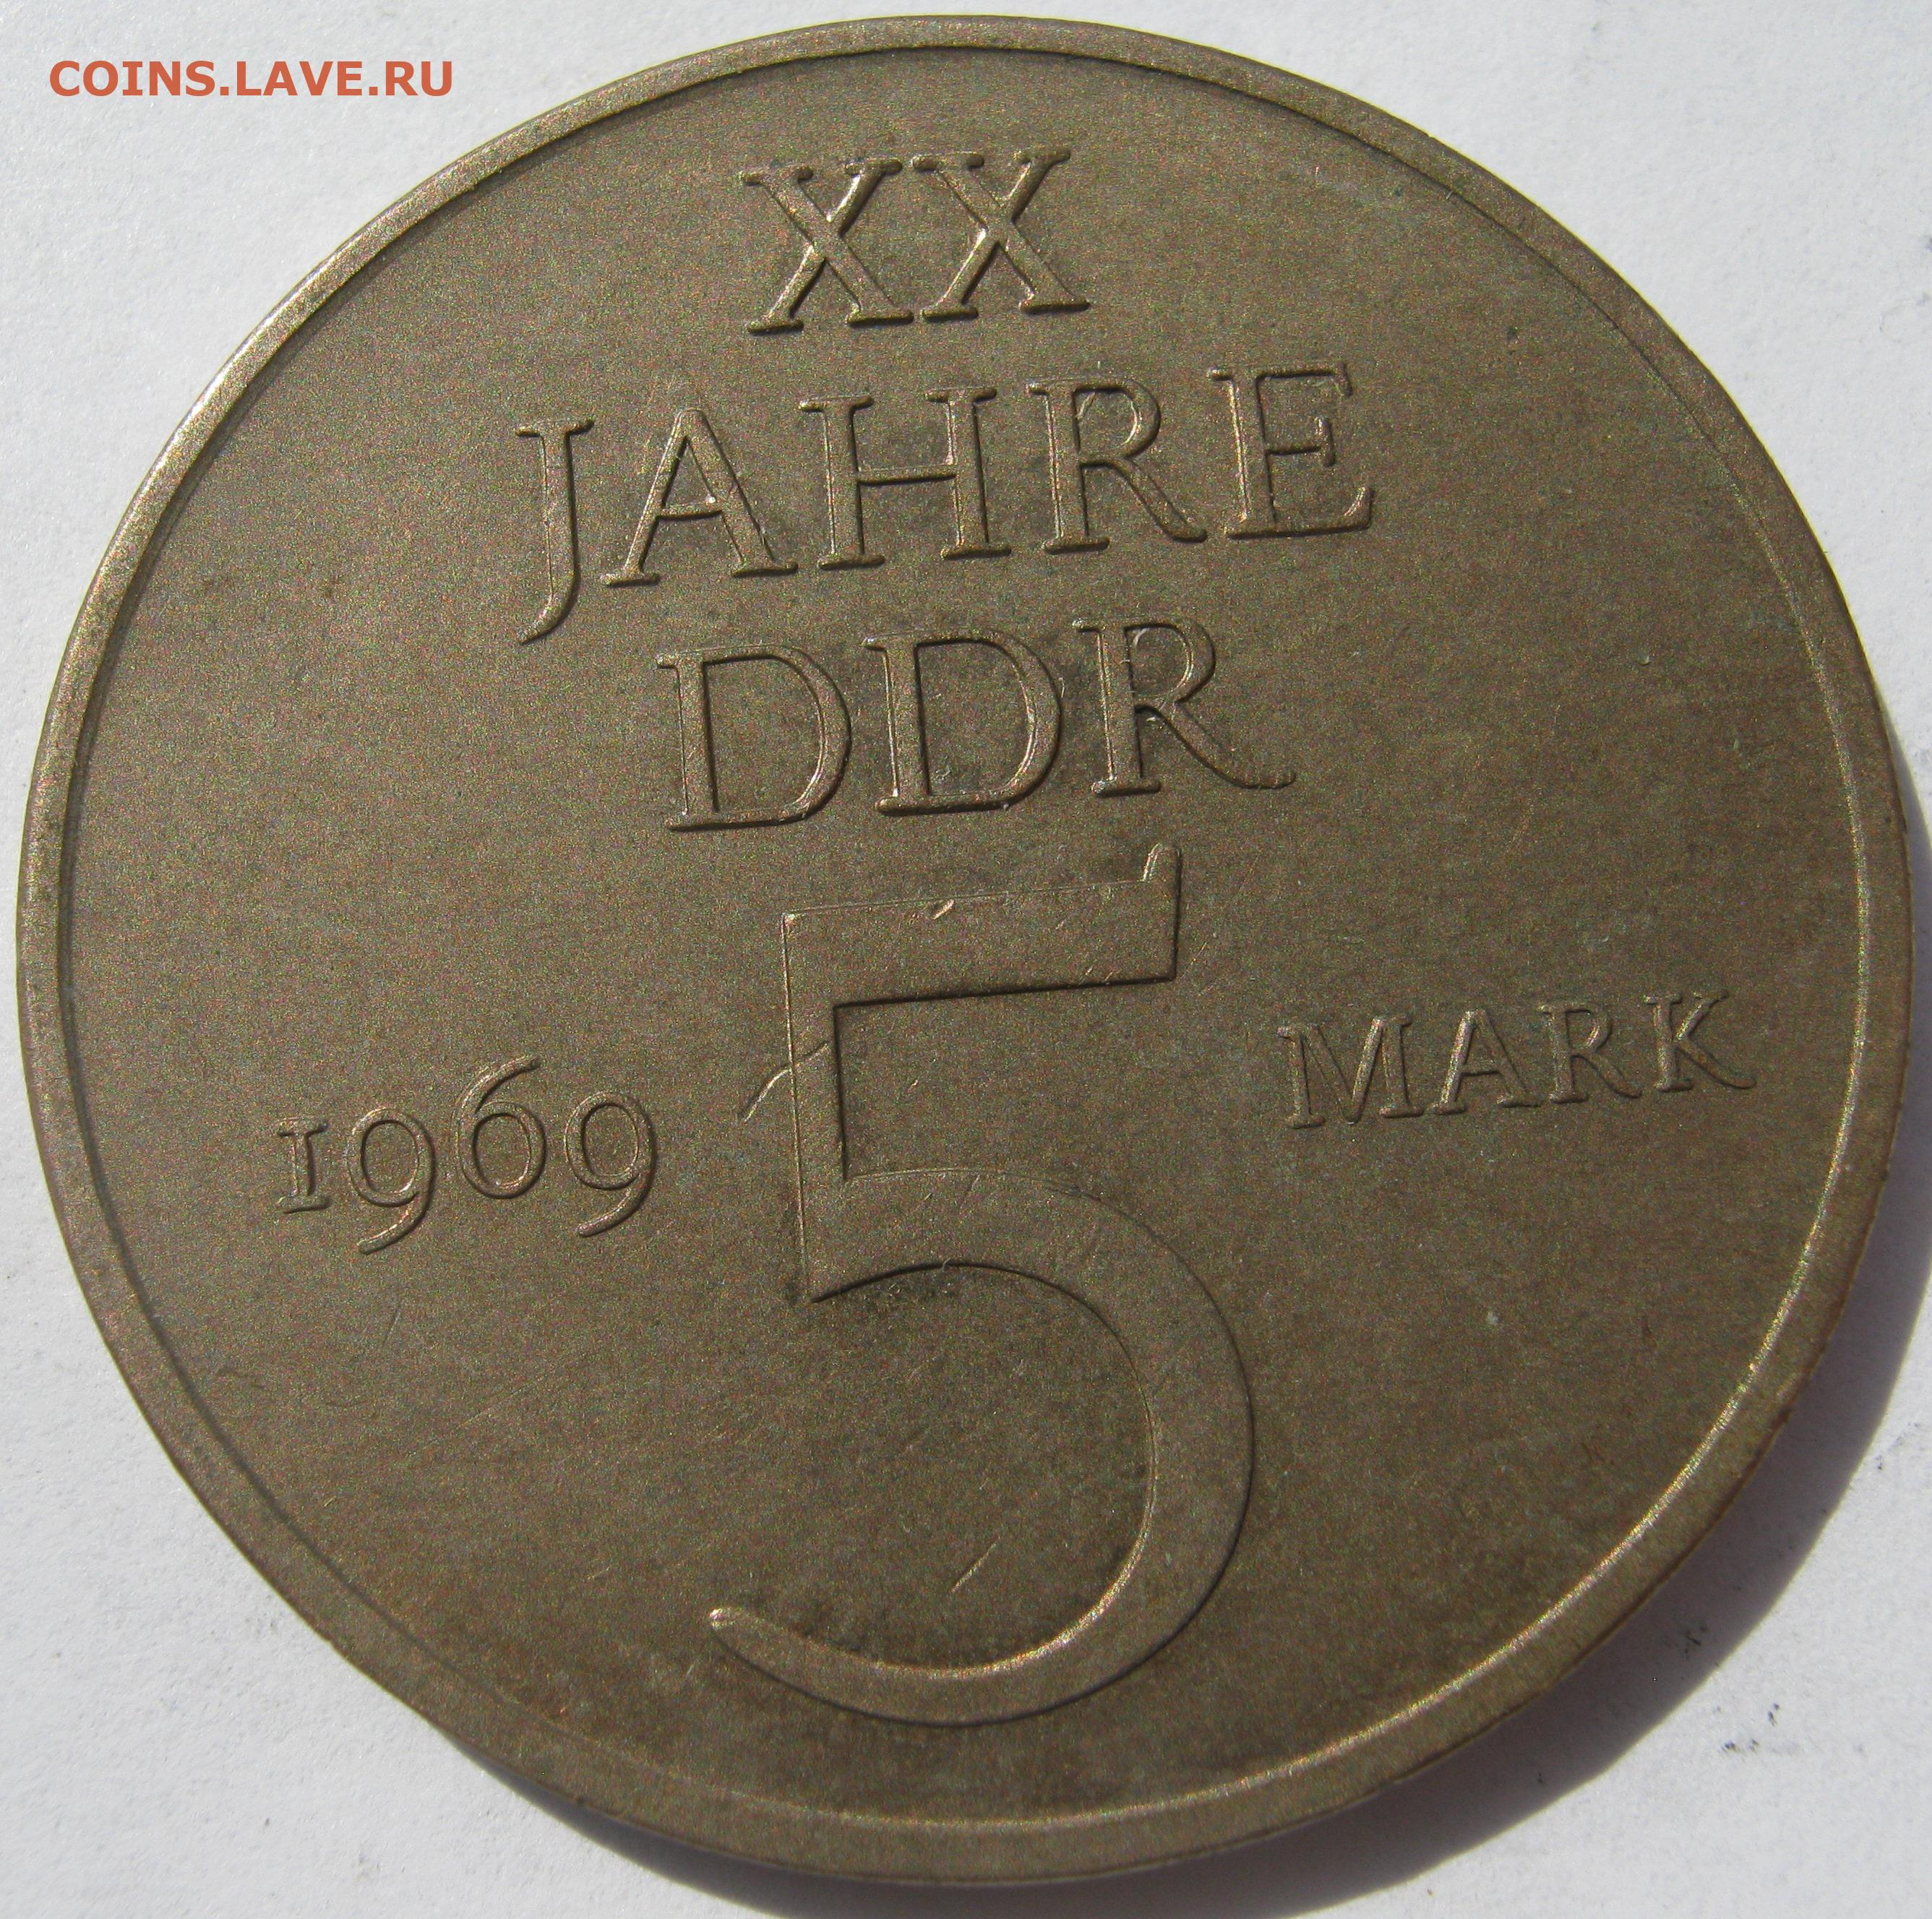 COINS.LAVE.RU
XX
JAHRE
DDR
1969 5 MARK